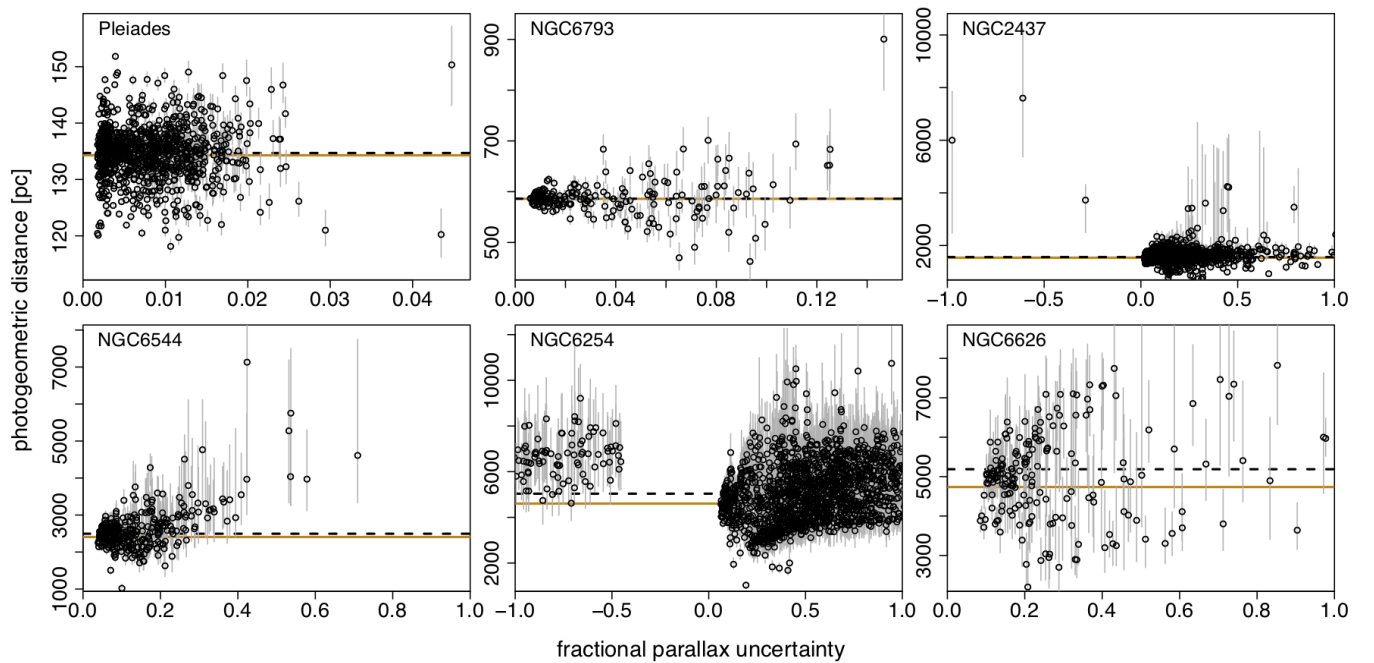 Pleiades
NGC6793
NGC2437
150
140
130
120
900
700
500
10000
6000
2000
0.00 0.01 0.02 0.03 0.04
0.00 0.04 0.08 0.12
−1.0 −0.5 0.0 0.5 1.0
NGC6544
NGC6254
NGC6626
7000
5000
3000
1000
10000
6000
2000
7000
5000
3000
0.0 0.2 0.4 0.6 0.8 1.0
−1.0 −0.5 0.0 0.5 1.0
0.0 0.2 0.4 0.6 0.8 1.0
photogeometric distance [pc]
fractional parallax uncertainty